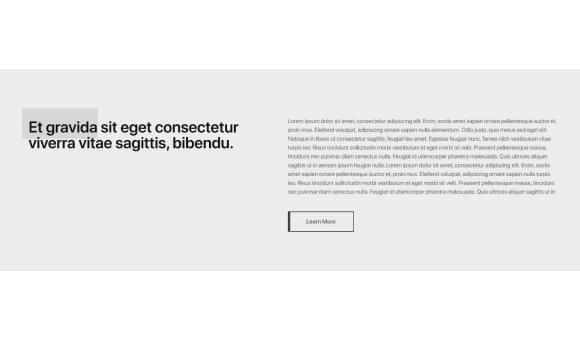 Et gravida sit eget consectetur
viverra vitae sagittis, bibendu.
Lorem ipsum dolor sit amet, consectetur adipiscing elit. Enim, sociis amet sapien ornare pellentesque auctor et,
proin mus. Eleifend volutpat, adipiscing ornare sapien nulla elementum. Odio justo, quis metus sed eget elit.
Natoque in libero ut consectetur sagittis, feugiat leo amet. Egestas feugiat nunc, fames nibh vestibulum vitae
turpis leo. Risus tincidunt sollicitudin morbi vestibulum et eget morbi sit velit. Praesent pellentesque massa,
tincidunt nec pulvinar diam senectus nulla. Feugiat id ullamcorper pharetra malesuada. Quis ultrices aliquet
sagittis ut in aenean feugiat nulla. Lorem ipsum dolor sit amet, consectetur adipiscing elit. Enim, sociis
amet sapien ornare pellentesque auctor et, proin mus. Eleifend volutpat, adipiscing ornare sapien nulla turpis
leo. Risus tincidunt sollicitudin morbi vestibulum et eget morbi sit velit. Praesent pellentesque massa, tincidunt
nec pulvinar diam senectus nulla. Feugiat id ullamcorper pharetra malesuada. Quis ultrices aliquet sagittis ut in
Learn More